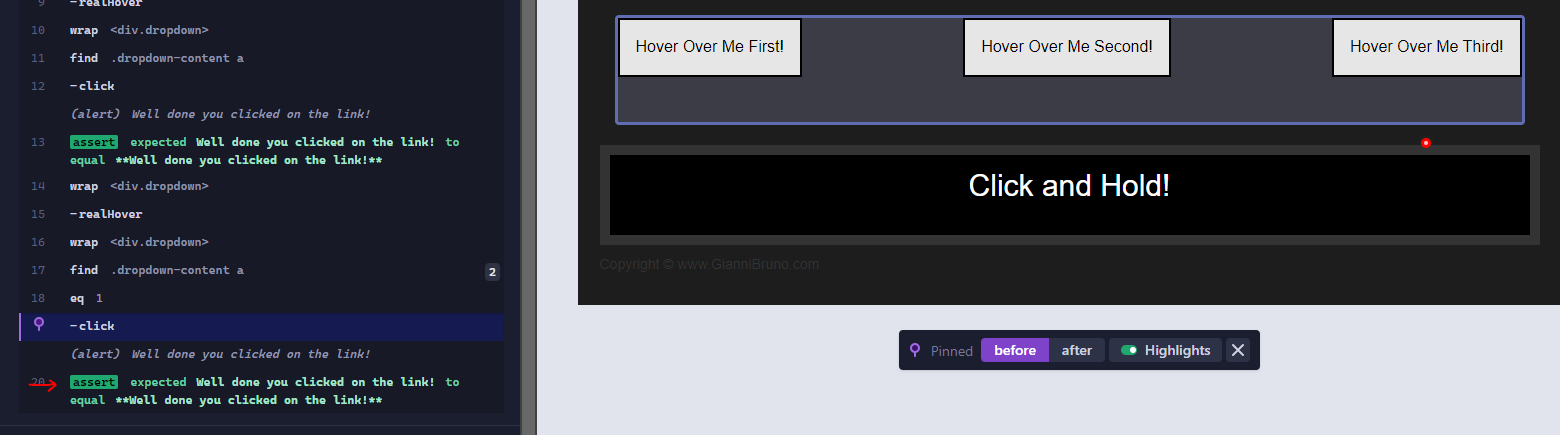 9 -realHover
10 wrap <div.dropdown>
11 find .dropdown-content a
12 -click
(alert) Well done you clicked on the link!
13 assert expected Well done you clicked on the link! to
equal **Well done you clicked on the link!**
14 wrap <div.dropdown>
15 -realHover
16 wrap <div.dropdown>
17 find .dropdown-content a 2
18 eq 1
-click
(alert) Well done you clicked on the link!
20 assert expected Well done you clicked on the link! to
equal **Well done you clicked on the link!**
Hover Over Me First! Hover Over Me Second! Hover Over Me Third!
Click and Hold!
Copyright © www.GianniBruno.com
Pinned before after Highlights